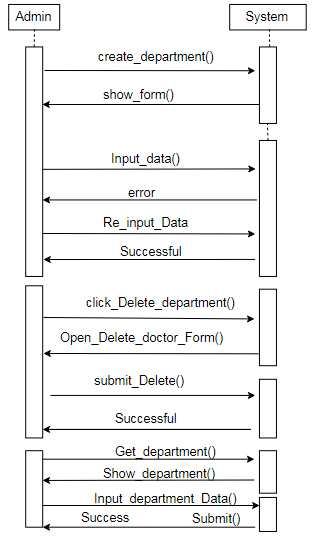 Admin
System
create_department()
show_form()
Input_data()
error
Re_input_Data
Successful
click_Delete_department()
Open_Delete_doctor_Form()
submit_Delete()
Successful
Get_department()
Show_department()
Input_department_Data()
Success Submit()